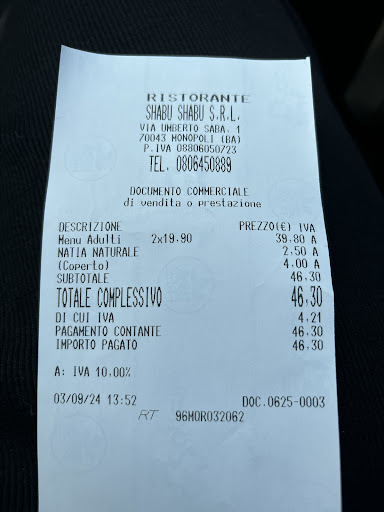 RISTORANTE
SHABU SHABU S.R.L.
VIA UMBERTO SABA, 1
70043 MONOPOLI (BA)
P.IVA 08806050723
TEL. 0806450889
DOCUMENTO COMMERCIALE
di vendita o prestazione
DESCRIZIONE PREZZO(€) IVA
Menu Adulti 2x19,90 39,80 A
NATIA NATURALE 2,50 A
(Coperto) 4,00 A
SUBTOTALE 46,30
TOTALE COMPLESSIVO 46,30
DI CUI IVA 4,21
PAGAMENTO CONTANTE 46,30
IMPORTO PAGATO 46,30
A: IVA 10,00%
03/09/24 13:52 DOC.0625-0003
RT 96MOR032062